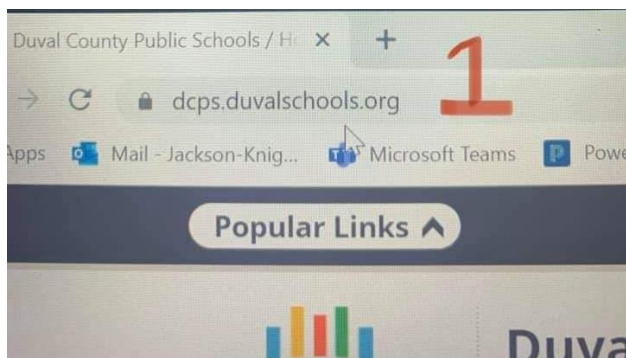 Duval County Public Schools / H
1
dcps.duvalschools.org
Apps Mail - Jackson-Knig... Microsoft Teams Powe
Popular Links
Duva